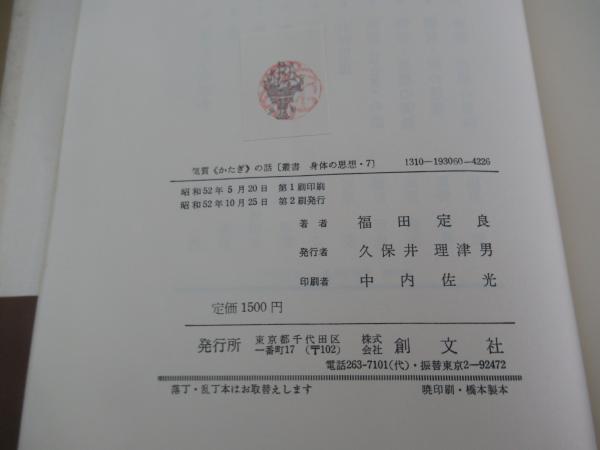 気質《かたぎ》の話〔叢書 身体の思想・7〕 1310-193060-4226
昭和52年5月20日 第1刷印刷
昭和52年10月25日 第2刷発行
著者 福田定良
発行者 久保井理津男
印刷者 中内佐光
定価1500円
発行所 東京都千代田区一番町17(〒102) 株式会社 創文社
電話263-7101(代)・振替東京2-92472
落丁・乱丁本はお取替えします 暁印刷・橋本製本